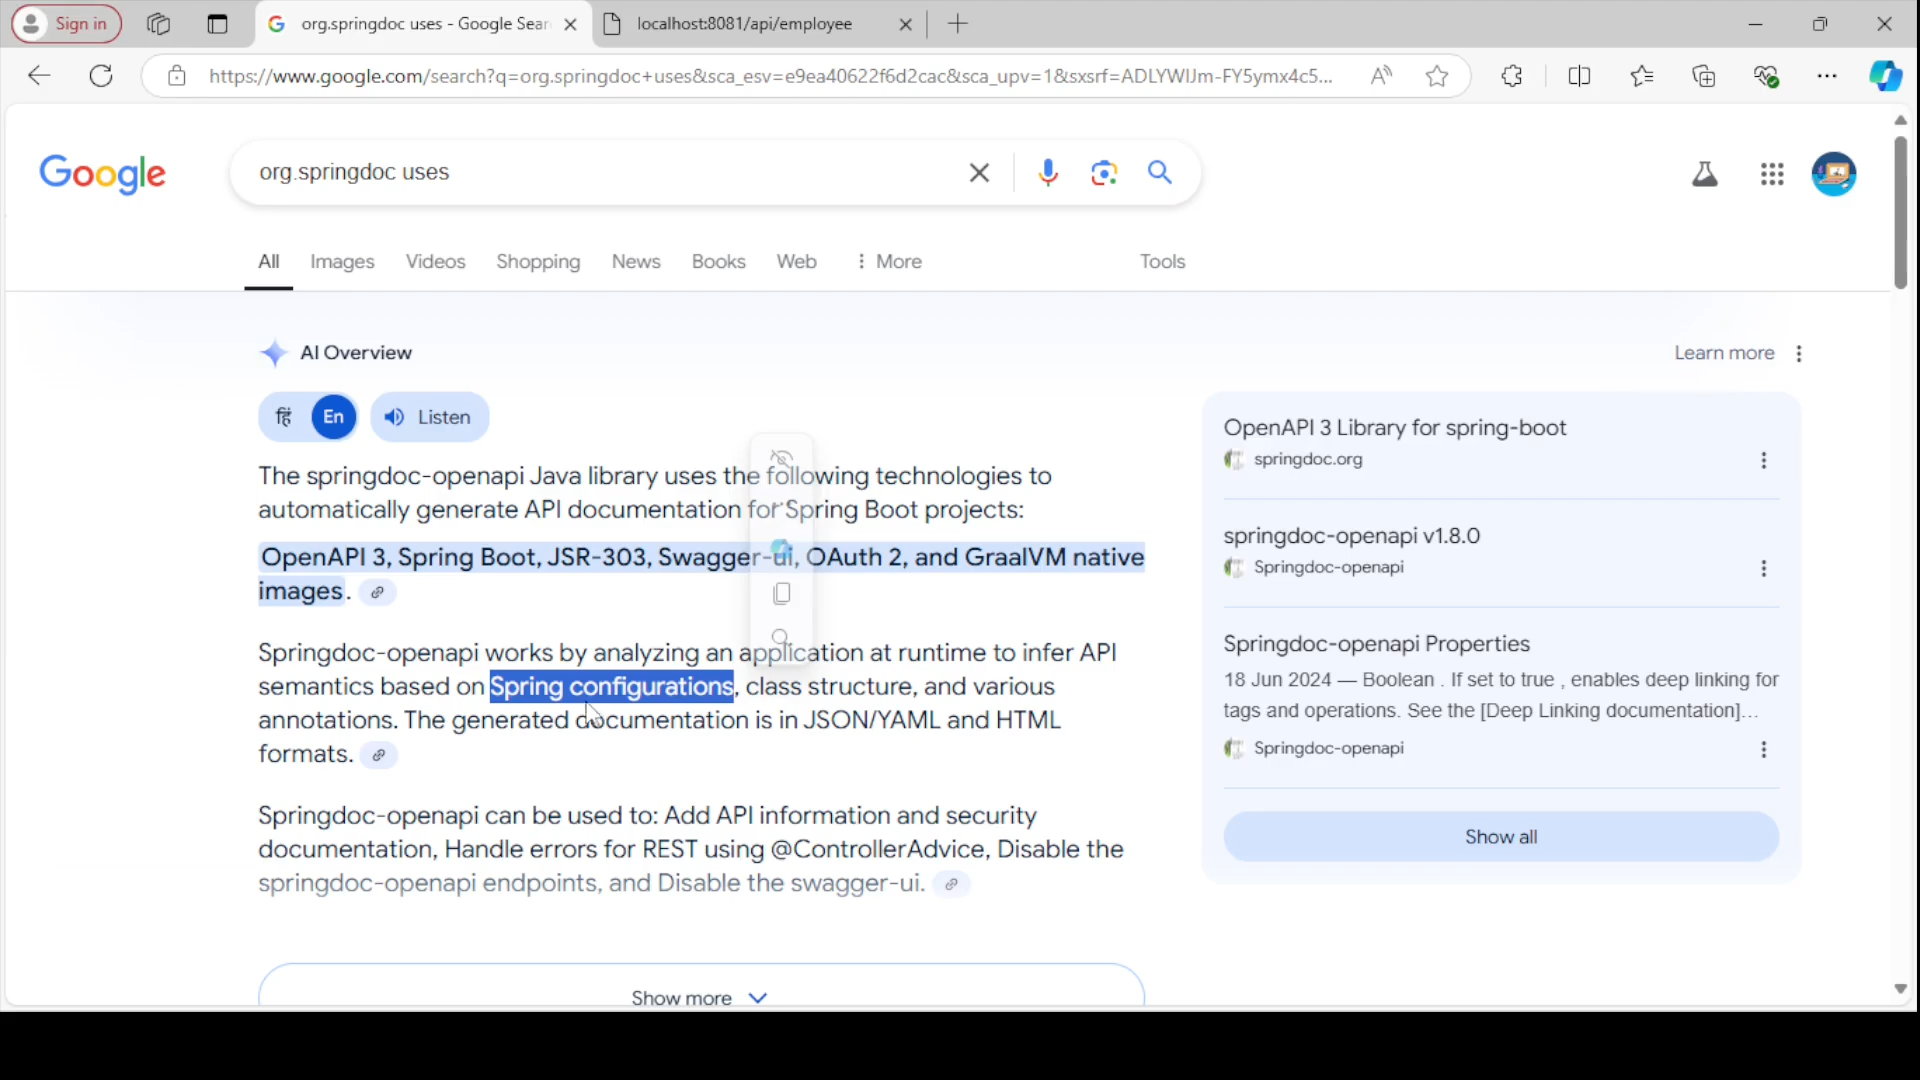 Sign in
org.springdoc uses - Google Sear
localhost:8081/api/employee
https://www.google.com/search?q=org.springdoc+uses&sca_esv=e9ea40622f6d2cac&sca_upv=1&sxsrf=ADLYWIJm-FY5ymx4c5...
Google
org.springdoc uses
All
Images
Videos
Shopping
News
Books
Web
More
Tools
AI Overview
Learn more
हिं
En
Listen
The springdoc-openapi Java library uses the following technologies to
automatically generate API documentation for Spring Boot projects:
OpenAPI 3, Spring Boot, JSR-303, Swagger-ui, OAuth 2, and GraalVM native
images.
Springdoc-openapi works by analyzing an application at runtime to infer API
semantics based on Spring configurations, class structure, and various
annotations. The generated documentation is in JSON/YAML and HTML
formats.
Springdoc-openapi can be used to: Add API information and security
documentation, Handle errors for REST using @ControllerAdvice, Disable the
springdoc-openapi endpoints, and Disable the swagger-ui.
Show more
OpenAPI 3 Library for spring-boot
springdoc.org
springdoc-openapi v1.8.0
Springdoc-openapi
Springdoc-openapi Properties
18 Jun 2024 — Boolean . If set to true , enables deep linking for
tags and operations. See the [Deep Linking documentation]...
Springdoc-openapi
Show all